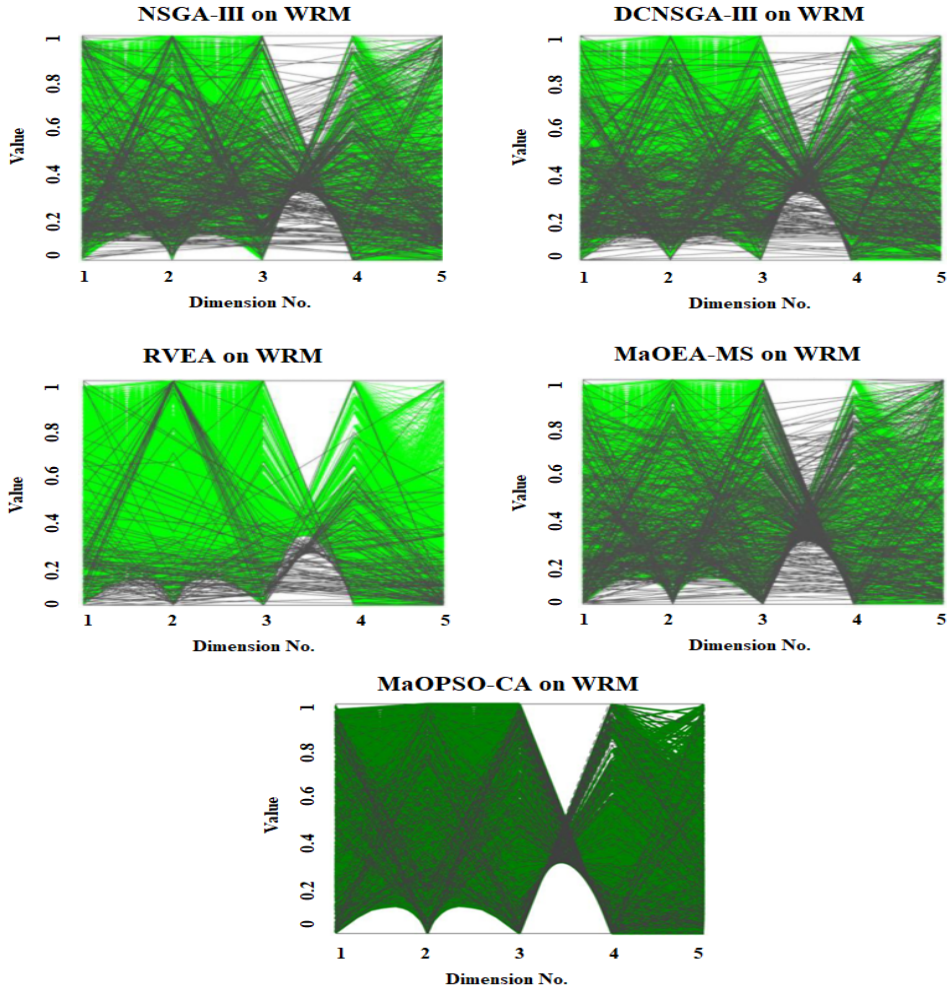 NSGA-III on WRM
Value
1
0.8
0.6
0.4
0.2
0
1 2 3 4 5
Dimension No.
DCNSGA-III on WRM
Value
1
0.8
0.6
0.4
0.2
0
1 2 3 4 5
Dimension No.
RVEA on WRM
Value
1
0.8
0.6
0.4
0.2
0
1 2 3 4 5
Dimension No.
MaOEA-MS on WRM
Value
1
0.8
0.6
0.4
0.2
0
1 2 3 4 5
Dimension No.
MaOPSO-CA on WRM
Value
1
0.8
0.6
0.4
0.2
0
1 2 3 4 5
Dimension No.